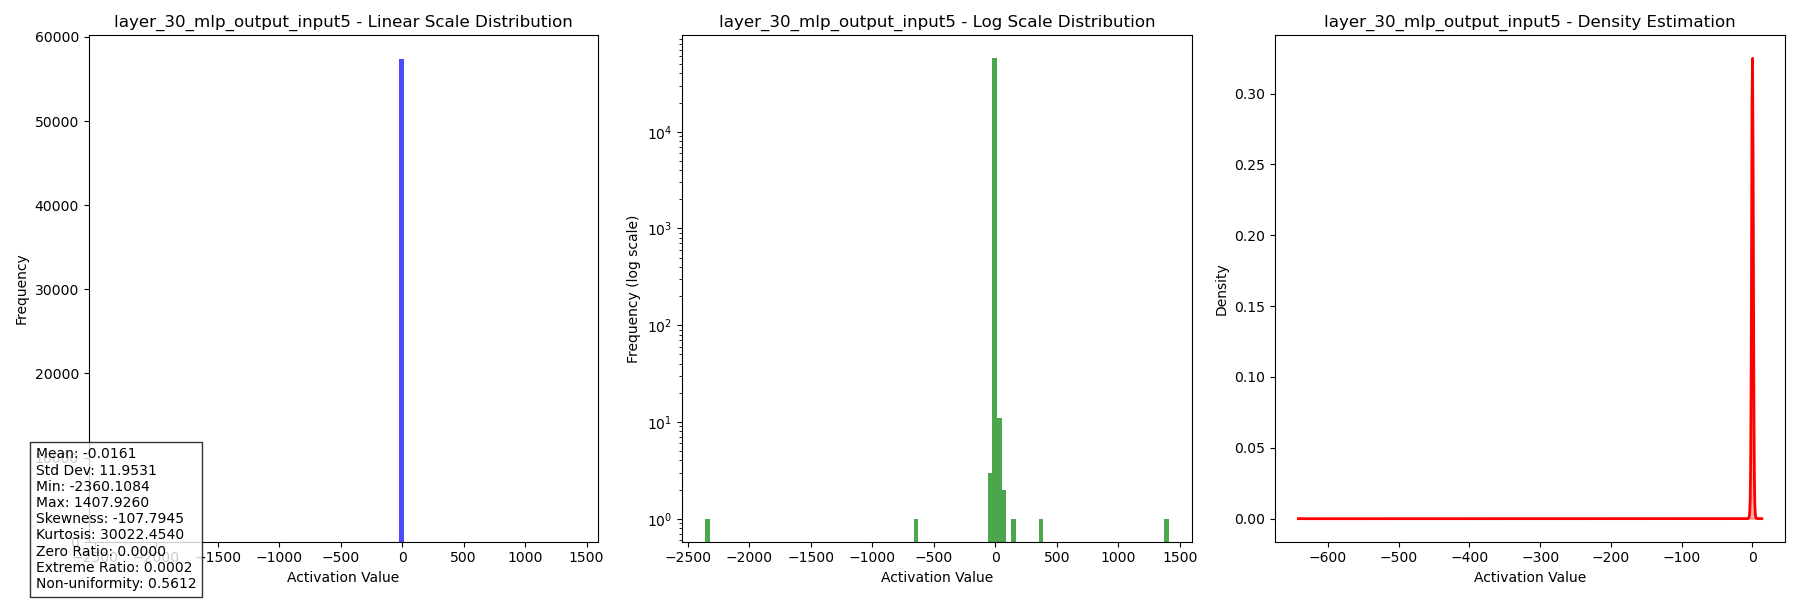 layer_30_mlp_output_input5 - Linear Scale Distribution
60000
50000
40000
30000
20000
10000
0
Frequency
−2500 −2000 −1500 −1000 −500 0 500 1000 1500
Activation Value
Mean: -0.0161
Std Dev: 11.9531
Min: -2360.1084
Max: 1407.9260
Skewness: -107.7945
Kurtosis: 30022.4540
Zero Ratio: 0.0000
Extreme Ratio: 0.0002
Non-uniformity: 0.5612
layer_30_mlp_output_input5 - Log Scale Distribution
10^4
10^3
10^2
10^1
10^0
Frequency (log scale)
−2500 −2000 −1500 −1000 −500 0 500 1000 1500
Activation Value
layer_30_mlp_output_input5 - Density Estimation
0.30
0.25
0.20
0.15
0.10
0.05
0.00
Density
−600 −500 −400 −300 −200 −100 0
Activation Value